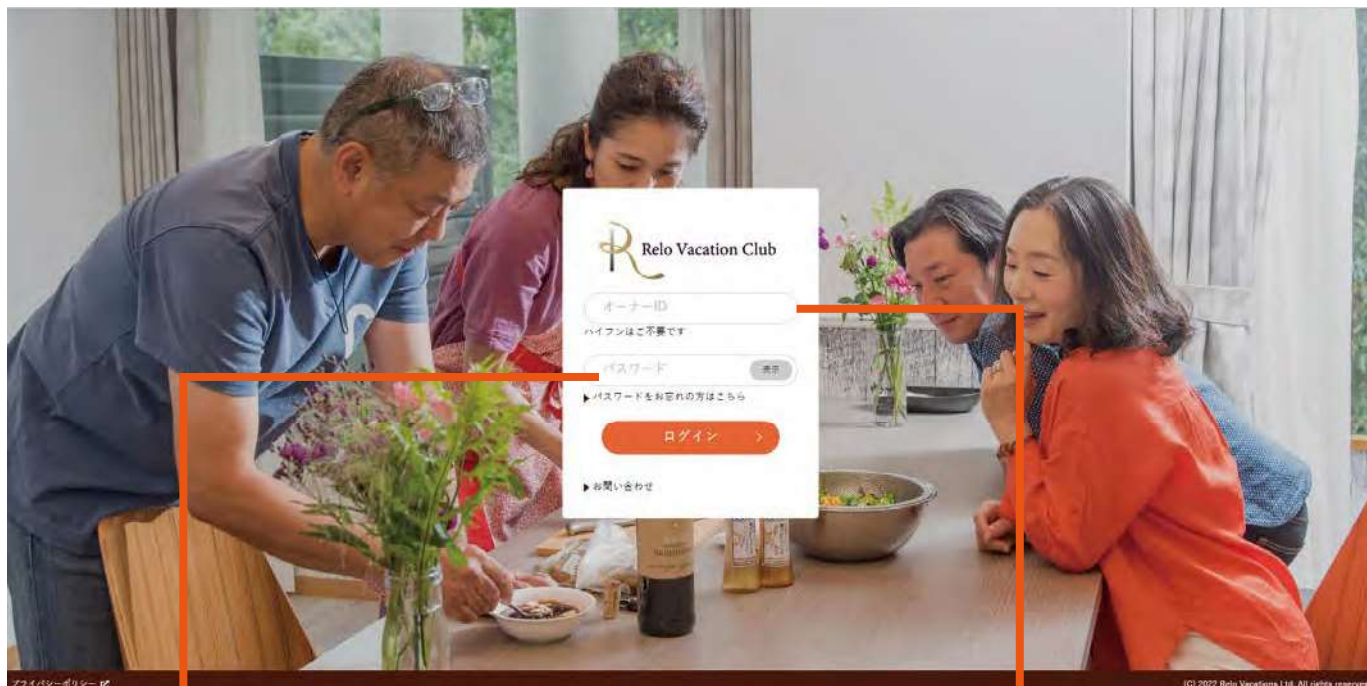 Relo Vacation Club
オーナーID
ハイフンはご不要です
パスワード
表示
▶パスワードをお忘れの方はこちら
ログイン >
▶お問い合わせ
プライバシーポリシー
(C) 2022 Relo Vacations Ltd. All rights reserved